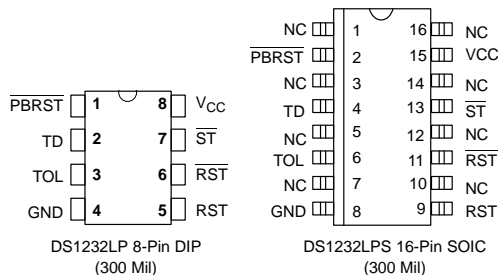 PBRST 1 8 VCC
TD 2 7 ST
TOL 3 6 RST
GND 4 5 RST
DS1232LP 8-Pin DIP
(300 Mil)
NC 1 16 NC
PBRST 2 15 VCC
NC 3 14 NC
TD 4 13 ST
NC 5 12 NC
TOL 6 11 RST
NC 7 10 NC
GND 8 9 RST
DS1232LPS 16-Pin SOIC
(300 Mil)